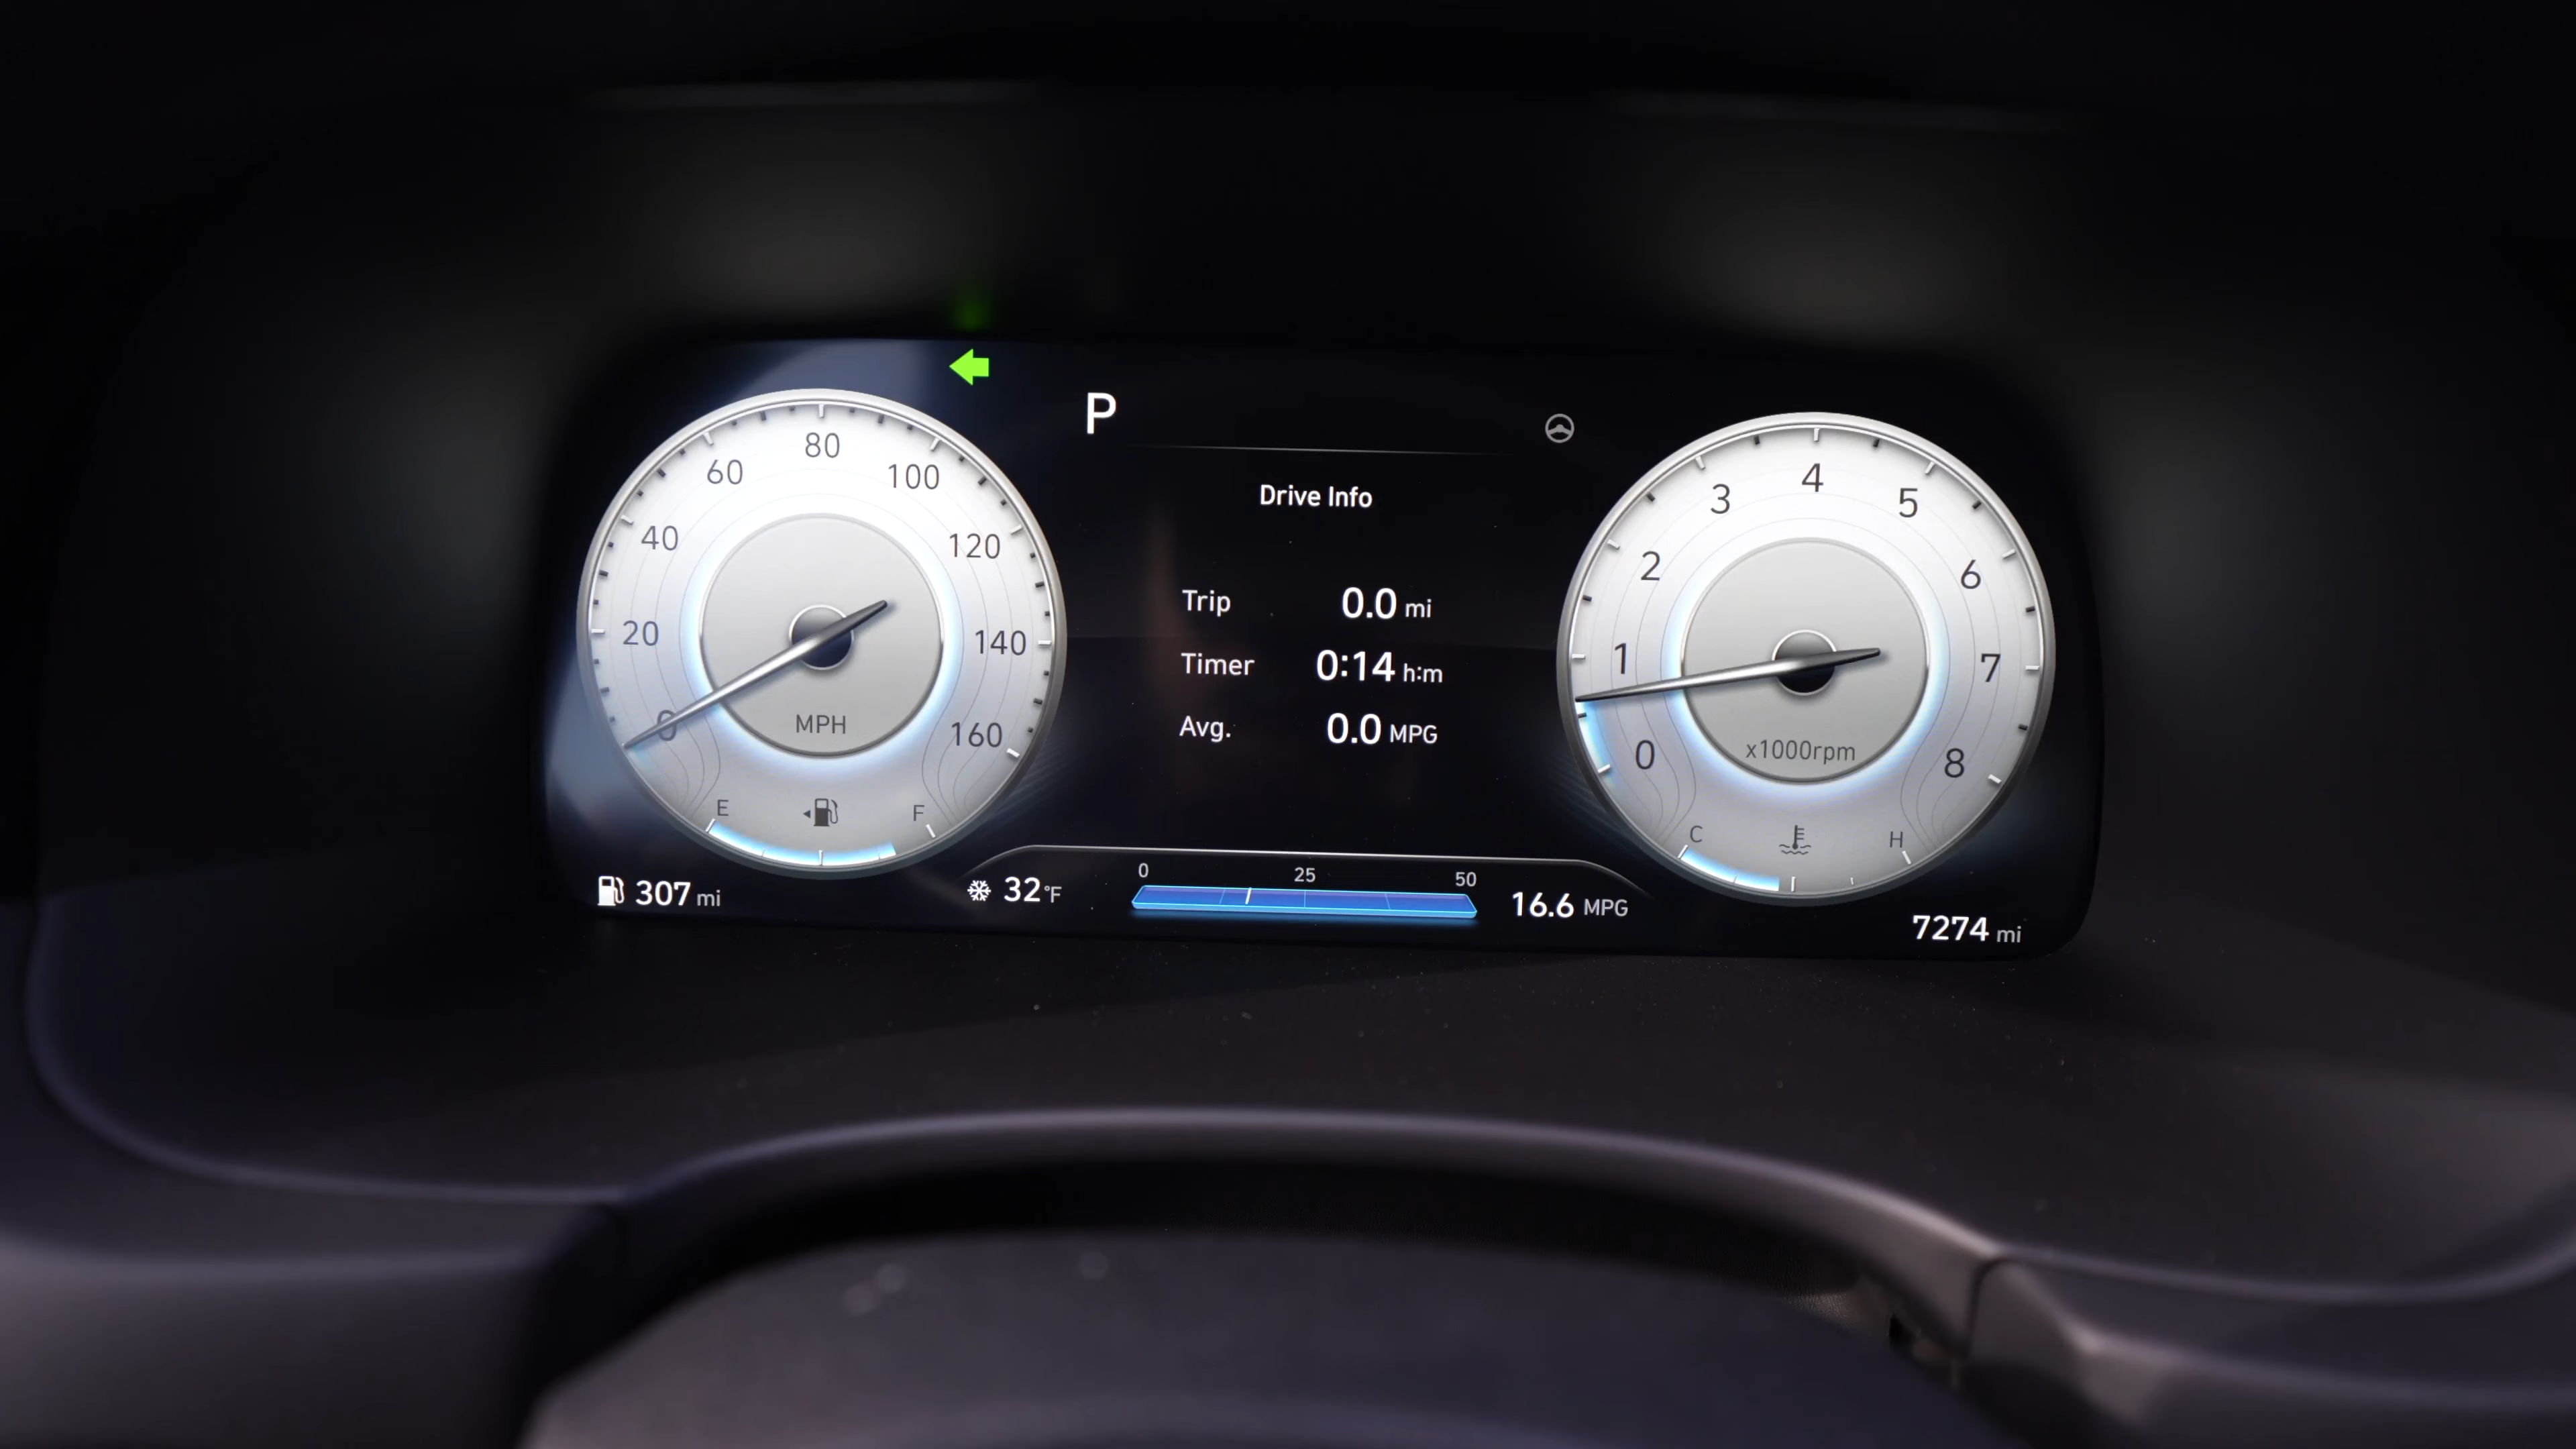 P
80
60
100
40
120
20
140
0
160
MPH
E
F
307 mi
Drive Info
Trip 0.0 mi
Timer 0:14 h:m
Avg. 0.0 MPG
32°F
0 25 50
16.6 MPG
4
3
5
2
6
1
7
0
8
x1000rpm
C
H
7274 mi